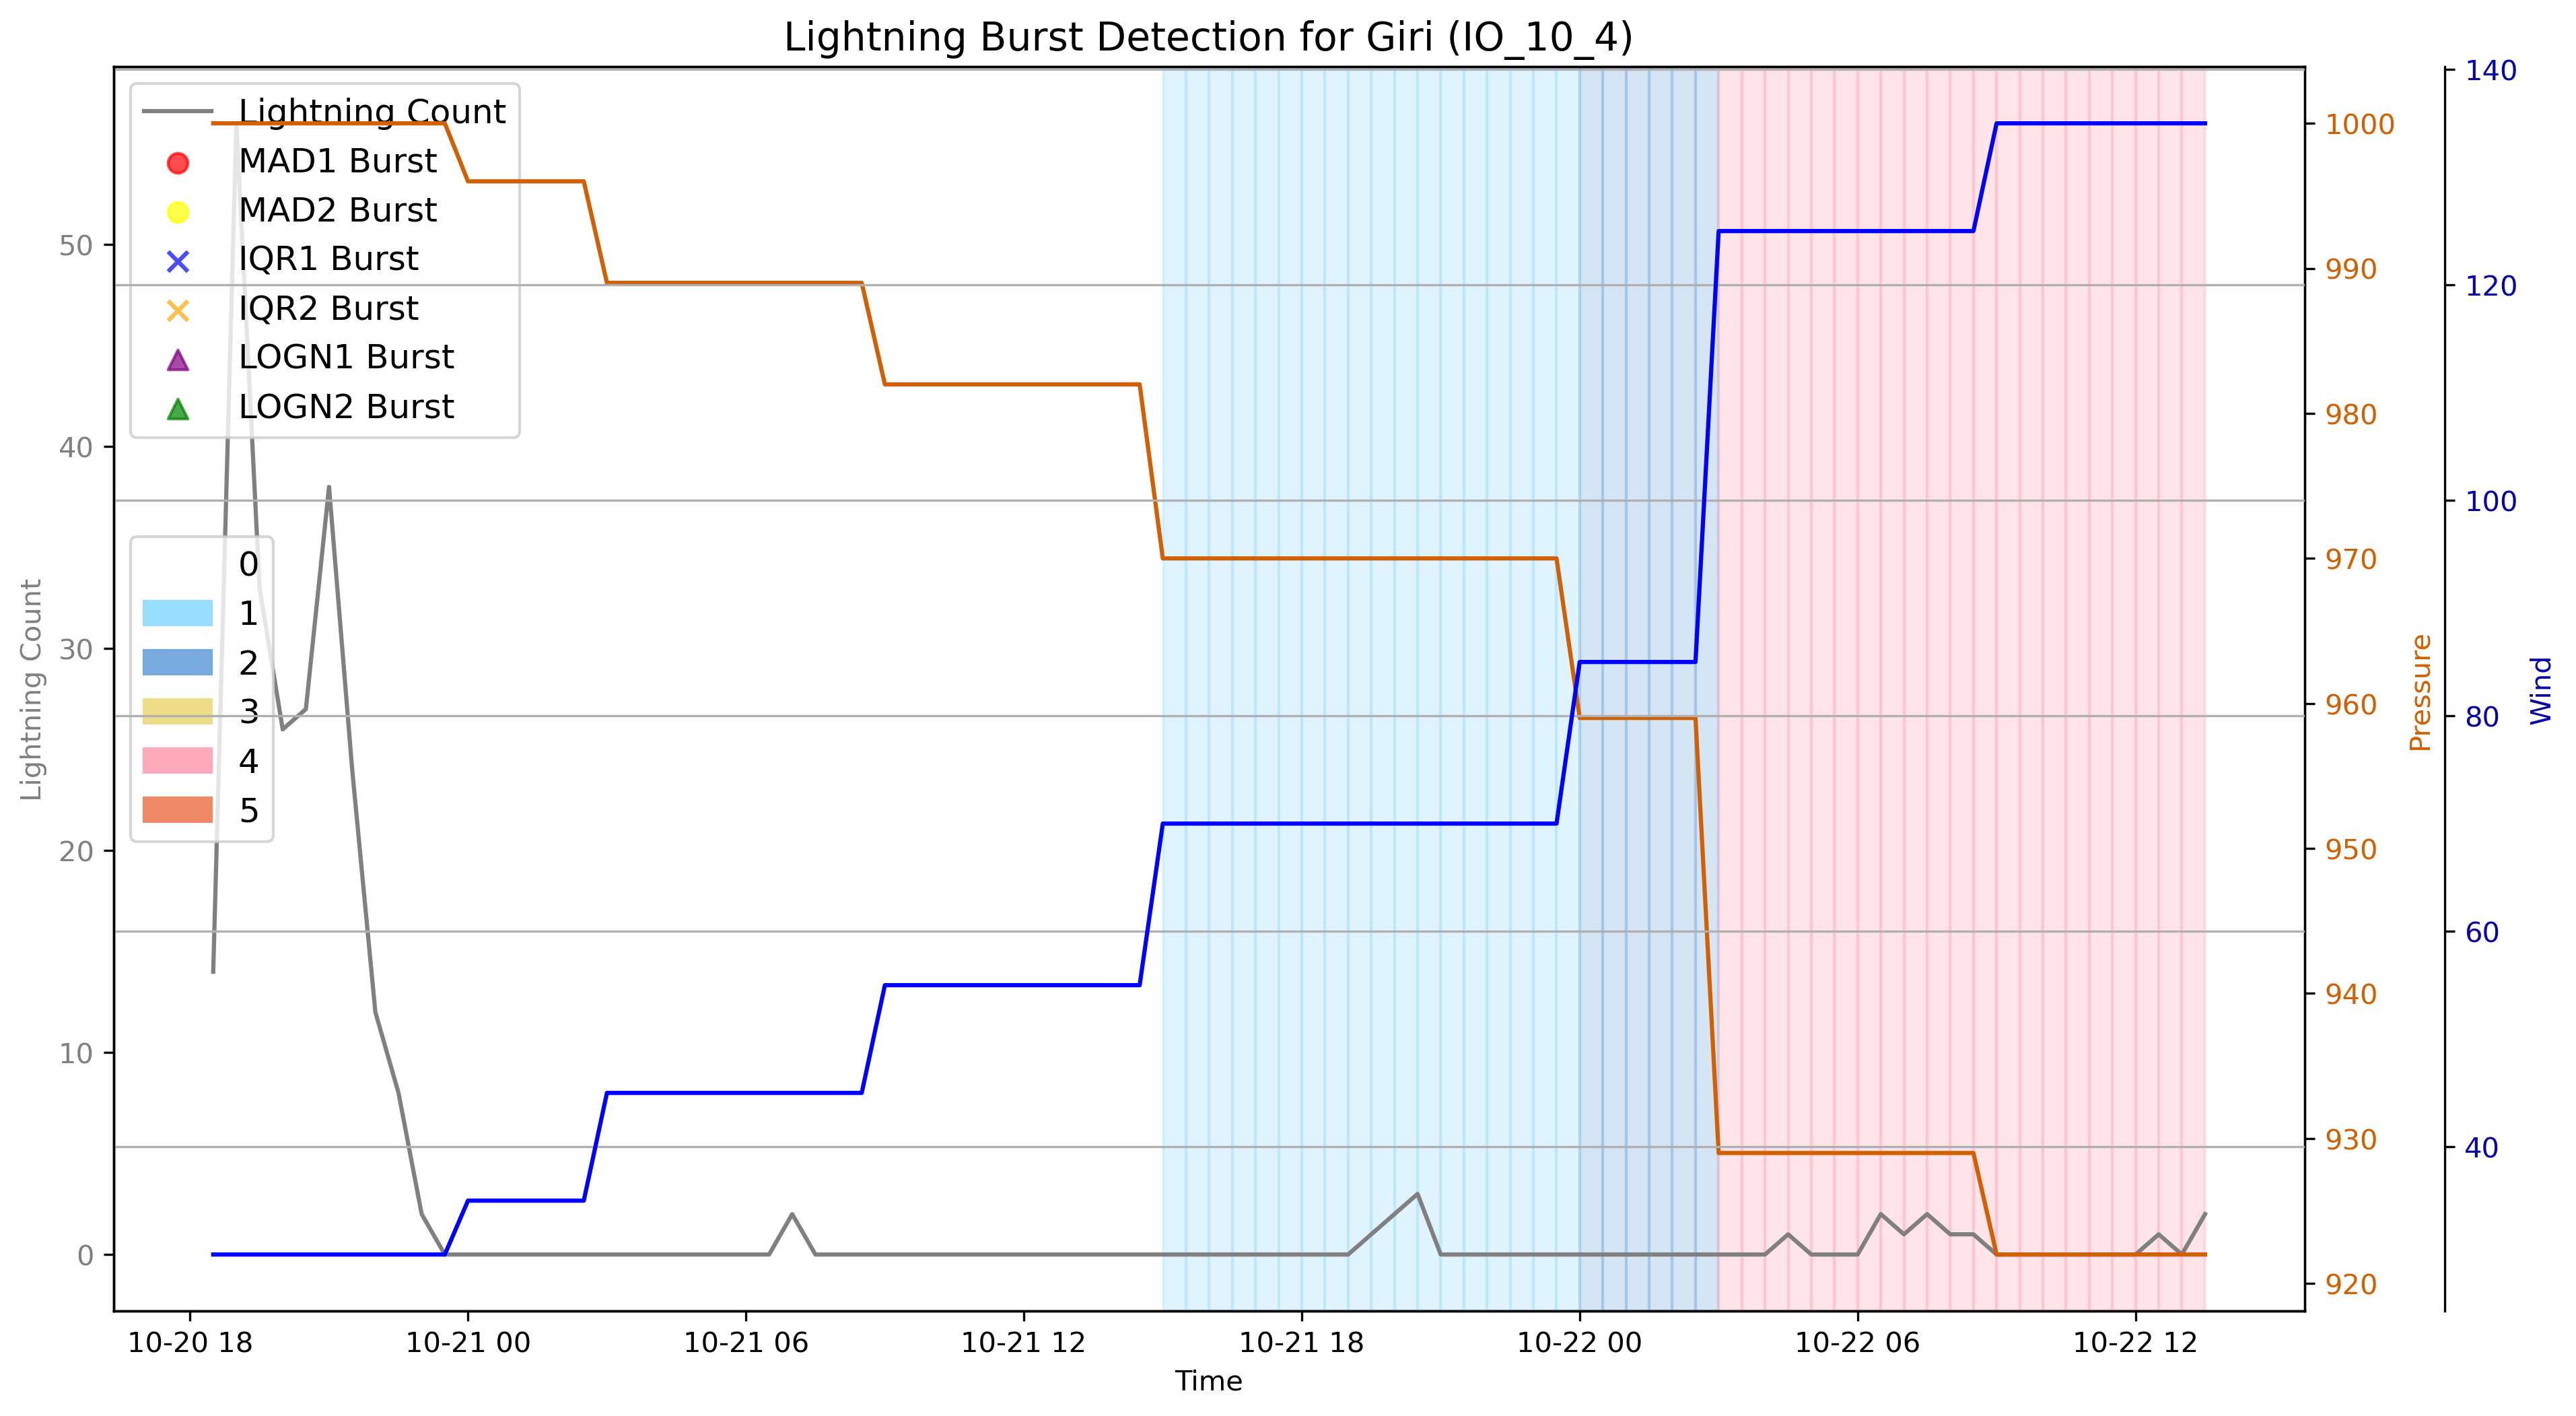 Lightning Burst Detection for Giri (IO_10_4)
Lightning Count
MAD1 Burst
MAD2 Burst
IQR1 Burst
IQR2 Burst
LOGN1 Burst
LOGN2 Burst
0
1
2
3
4
5
Lightning Count
50
40
30
20
10
0
1000
990
980
970
960
950
940
930
920
Pressure
140
120
100
80
60
40
Wind
10-20 18
10-21 00
10-21 06
10-21 12
10-21 18
10-22 00
10-22 06
10-22 12
Time